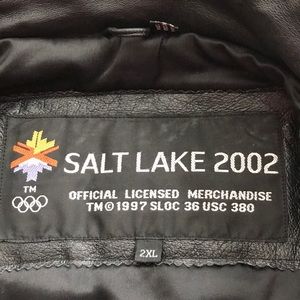 SALT LAKE 2002
TM
OFFICIAL LICENSED MERCHANDISE
TM © 1997 SLOC 36 USC 380
2XL